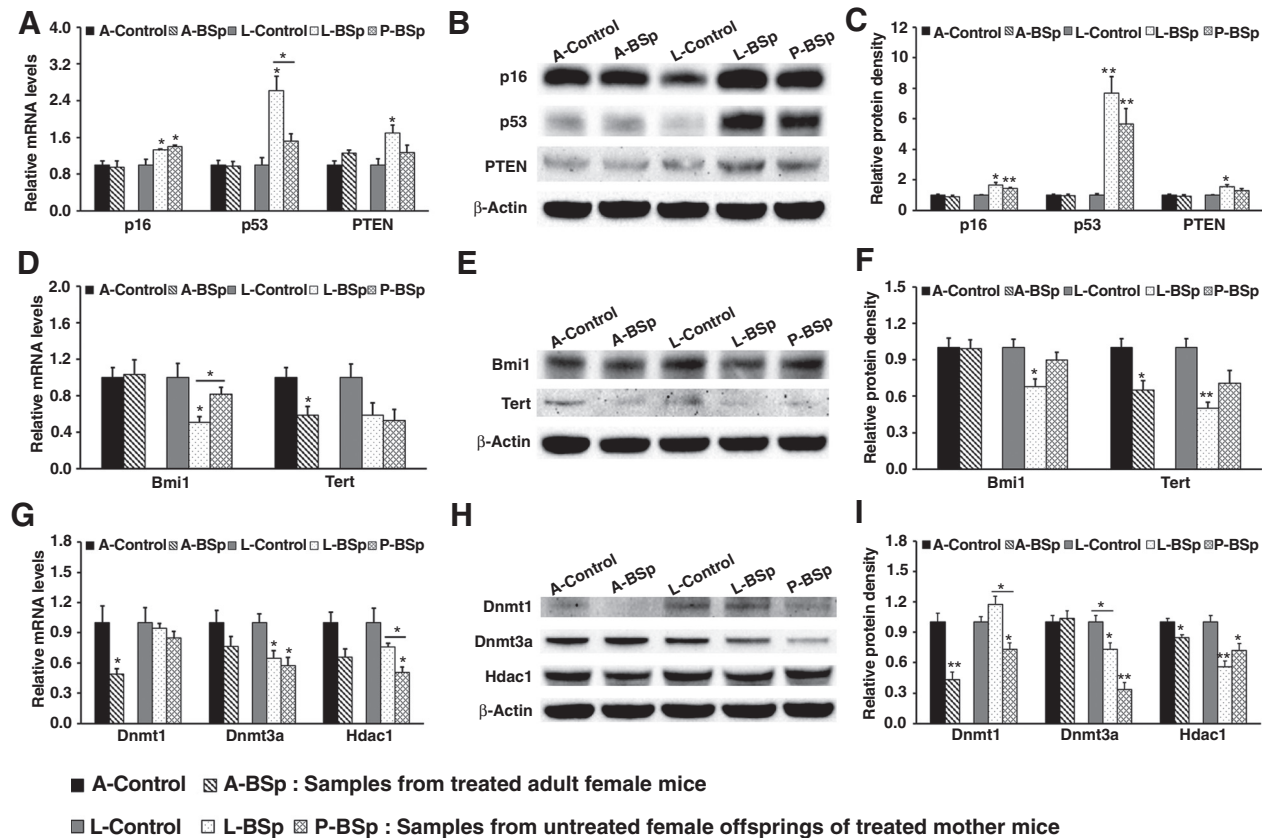 A
4.0
3.2
2.4
1.6
0.8
0.0
Relative mRNA levels
A-Control A-BSp L-Control L-BSp P-BSp
* * * * * *
p16 p53 PTEN
B
A-Control A-BSp L-Control L-BSp P-BSp
p16
p53
PTEN
β-Actin
C
12
10
8
6
4
2
0
Relative protein density
A-Control A-BSp L-Control L-BSp P-BSp
* ** ** ** *
p16 p53 PTEN
D
2.0
1.6
1.2
0.8
0.4
0.0
Relative mRNA levels
A-Control A-BSp L-Control L-BSp P-BSp
* * *
Bmi1 Tert
E
A-Control A-BSp L-Control L-BSp P-BSp
Bmi1
Tert
β-Actin
F
1.5
1.2
0.9
0.6
0.3
0.0
Relative protein density
A-Control A-BSp L-Control L-BSp P-BSp
* * **
Bmi1 Tert
G
1.8
1.5
1.2
0.9
0.6
0.3
0.0
Relative mRNA levels
A-Control A-BSp L-Control L-BSp P-BSp
* * * * *
Dnmt1 Dnmt3a Hdac1
H
A-Control A-BSp L-Control L-BSp P-BSp
Dnmt1
Dnmt3a
Hdac1
β-Actin
I
1.8
1.5
1.2
0.9
0.6
0.3
0.0
Relative protein density
A-Control A-BSp L-Control L-BSp P-BSp
** * * * * ** * ** *
Dnmt1 Dnmt3a Hdac1
A-Control A-BSp : Samples from treated adult female mice
L-Control L-BSp P-BSp : Samples from untreated female offsprings of treated mother mice